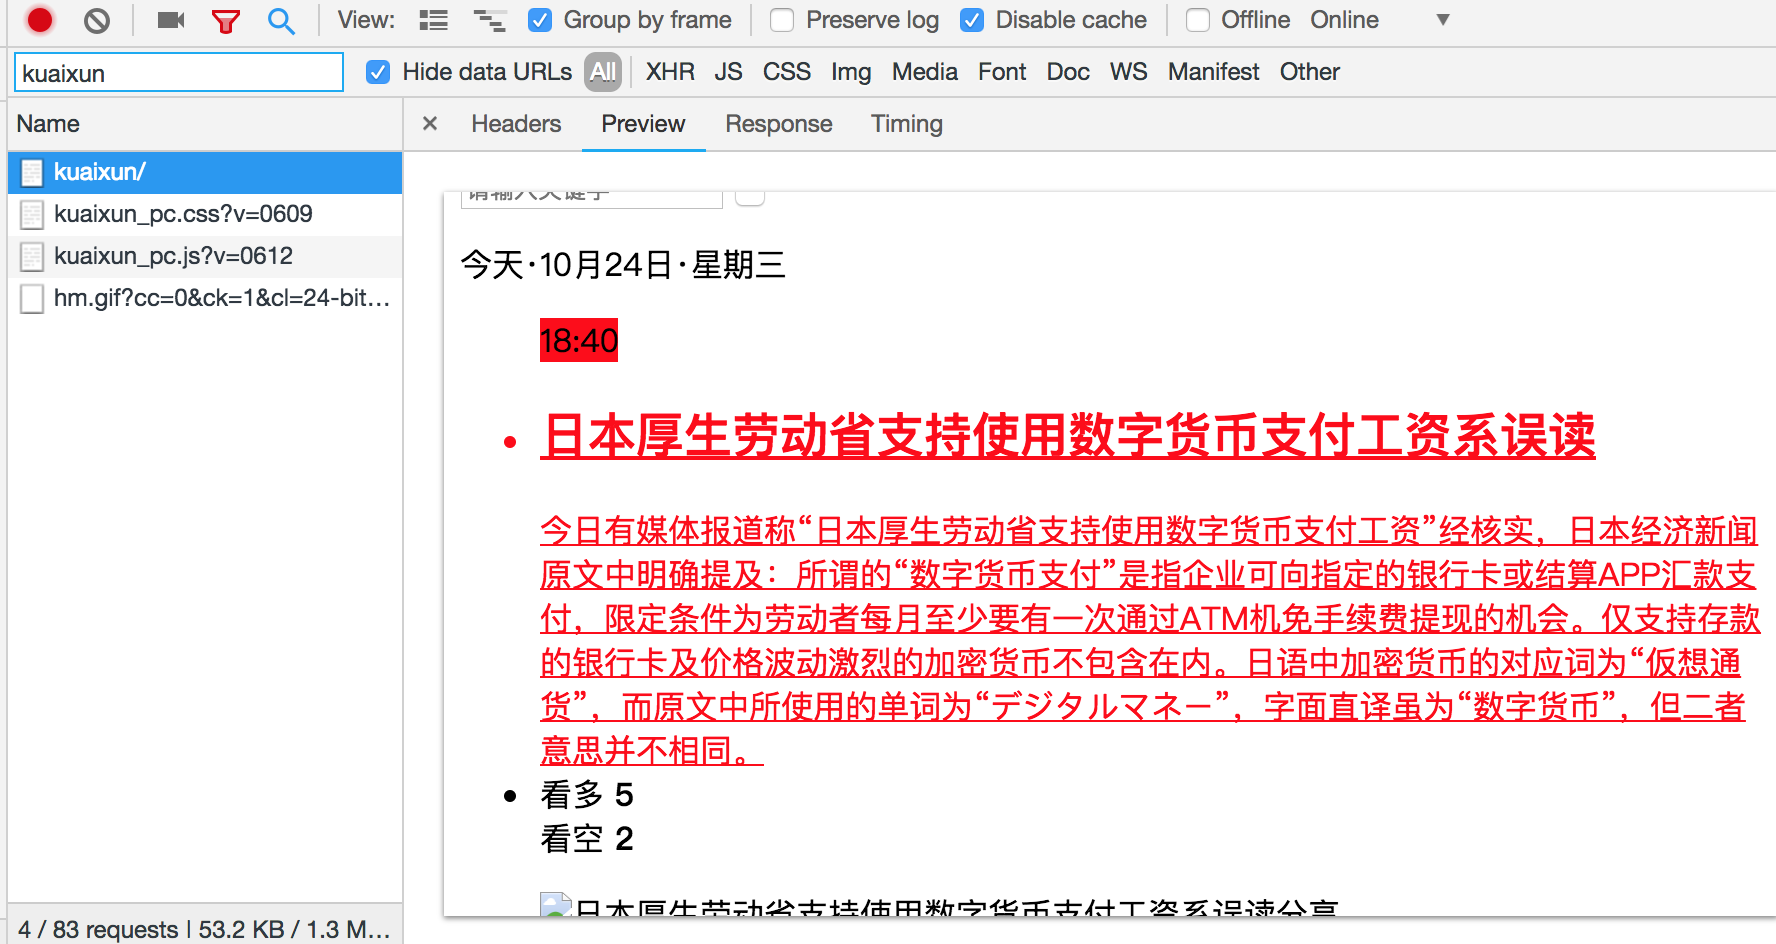 View: Group by frame Preserve log Disable cache Offline Online
kuaixun Hide data URLs All XHR JS CSS Img Media Font Doc WS Manifest Other
Name × Headers Preview Response Timing
kuaixun/
kuaixun_pc.css?v=0609
kuaixun_pc.js?v=0612
hm.gif?cc=0&ck=1&cl=24-bit...
4 / 83 requests | 53.2 KB / 1.3 M...
请输入关键字
今天·10月24日·星期三
18:40
日本厚生劳动省支持使用数字货币支付工资系误读
今日有媒体报道称“日本厚生劳动省支持使用数字货币支付工资”经核实，日本经济新闻
原文中明确提及：所谓的“数字货币支付”是指企业可向指定的银行卡或结算APP汇款支
付，限定条件为劳动者每月至少要有一次通过ATM机免手续费提现的机会。仅支持存款
的银行卡及价格波动激烈的加密货币不包含在内。日语中加密货币的对应词为“仮想通
货”，而原文中所使用的单词为“デジタルマネー”，字面直译虽为“数字货币”，但二者
意思并不相同。
看多 5
看空 2
日本厚生劳动省支持使用数字货币支付工资系误读分享